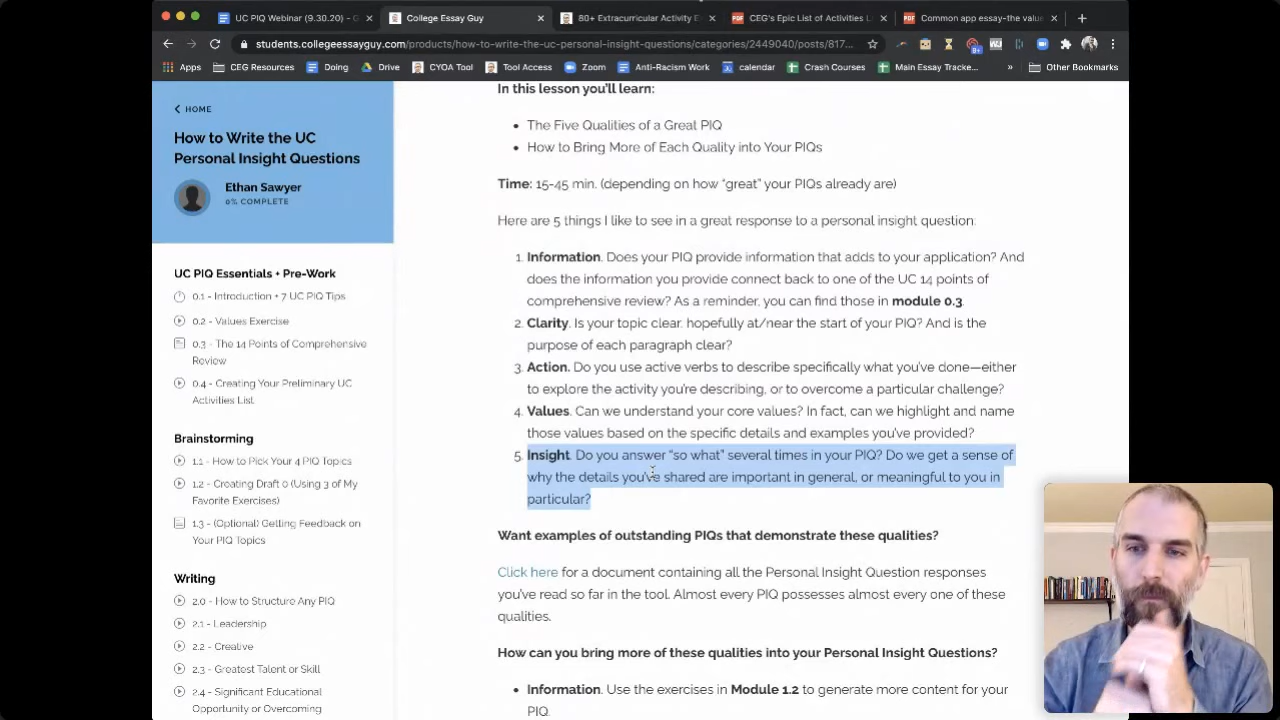 UC PIQ Webinar (9.30.20) - G
College Essay Guy
80+ Extracurricular Activity E
CEG's Epic List of Activities L
Common app essay-the value
students.collegeessayguy.com/products/how-to-write-the-uc-personal-insight-questions/categories/2449040/posts/817...
Apps
CEG Resources
Doing
Drive
CYOA Tool
Tool Access
Zoom
Anti-Racism Work
calendar
Crash Courses
Main Essay Tracke...
»
Other Bookmarks
HOME
How to Write the UC
Personal Insight Questions
Ethan Sawyer
0% COMPLETE
UC PIQ Essentials + Pre-Work
0.1 - Introduction + 7 UC PIQ Tips
0.2 - Values Exercise
0.3 - The 14 Points of Comprehensive
Review
0.4 - Creating Your Preliminary UC
Activities List
Brainstorming
1.1 - How to Pick Your 4 PIQ Topics
1.2 - Creating Draft 0 (Using 3 of My
Favorite Exercises)
1.3 - (Optional) Getting Feedback on
Your PIQ Topics
Writing
2.0 - How to Structure Any PIQ
2.1 - Leadership
2.2 - Creative
2.3 - Greatest Talent or Skill
2.4 - Significant Educational
Opportunity or Overcoming
In this lesson you'll learn:
• The Five Qualities of a Great PIQ
• How to Bring More of Each Quality into Your PIQs
Time: 15-45 min. (depending on how “great” your PIQs already are)
Here are 5 things I like to see in a great response to a personal insight question:
1. Information. Does your PIQ provide information that adds to your application? And
does the information you provide connect back to one of the UC 14 points of
comprehensive review? As a reminder, you can find those in module 0.3.
2. Clarity. Is your topic clear, hopefully at/near the start of your PIQ? And is the
purpose of each paragraph clear?
3. Action. Do you use active verbs to describe specifically what you've done—either
to explore the activity you're describing, or to overcome a particular challenge?
4. Values. Can we understand your core values? In fact, can we highlight and name
those values based on the specific details and examples you've provided?
5. Insight. Do you answer “so what” several times in your PIQ? Do we get a sense of
why the details you've shared are important in general, or meaningful to you in
particular?
Want examples of outstanding PIQs that demonstrate these qualities?
Click here for a document containing all the Personal Insight Question responses
you've read so far in the tool. Almost every PIQ possesses almost every one of these
qualities.
How can you bring more of these qualities into your Personal Insight Questions?
• Information. Use the exercises in Module 1.2 to generate more content for your
PIQ.